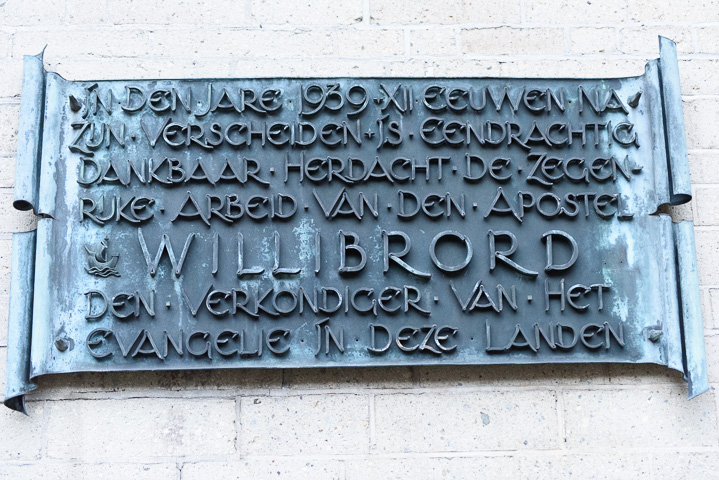 IN DEN JARE 1939 + XII EEUWEN NA
ZIJN VERSCHEIDEN + IS EENDRACHTIG
DANKBAAR HERDACHT DE ZEGEN-
RIJKE ARBEID VAN DEN APOSTEL
WILLIBRORD
DEN VERKONDIGER VAN HET
EVANGELIE IN DEZE LANDEN